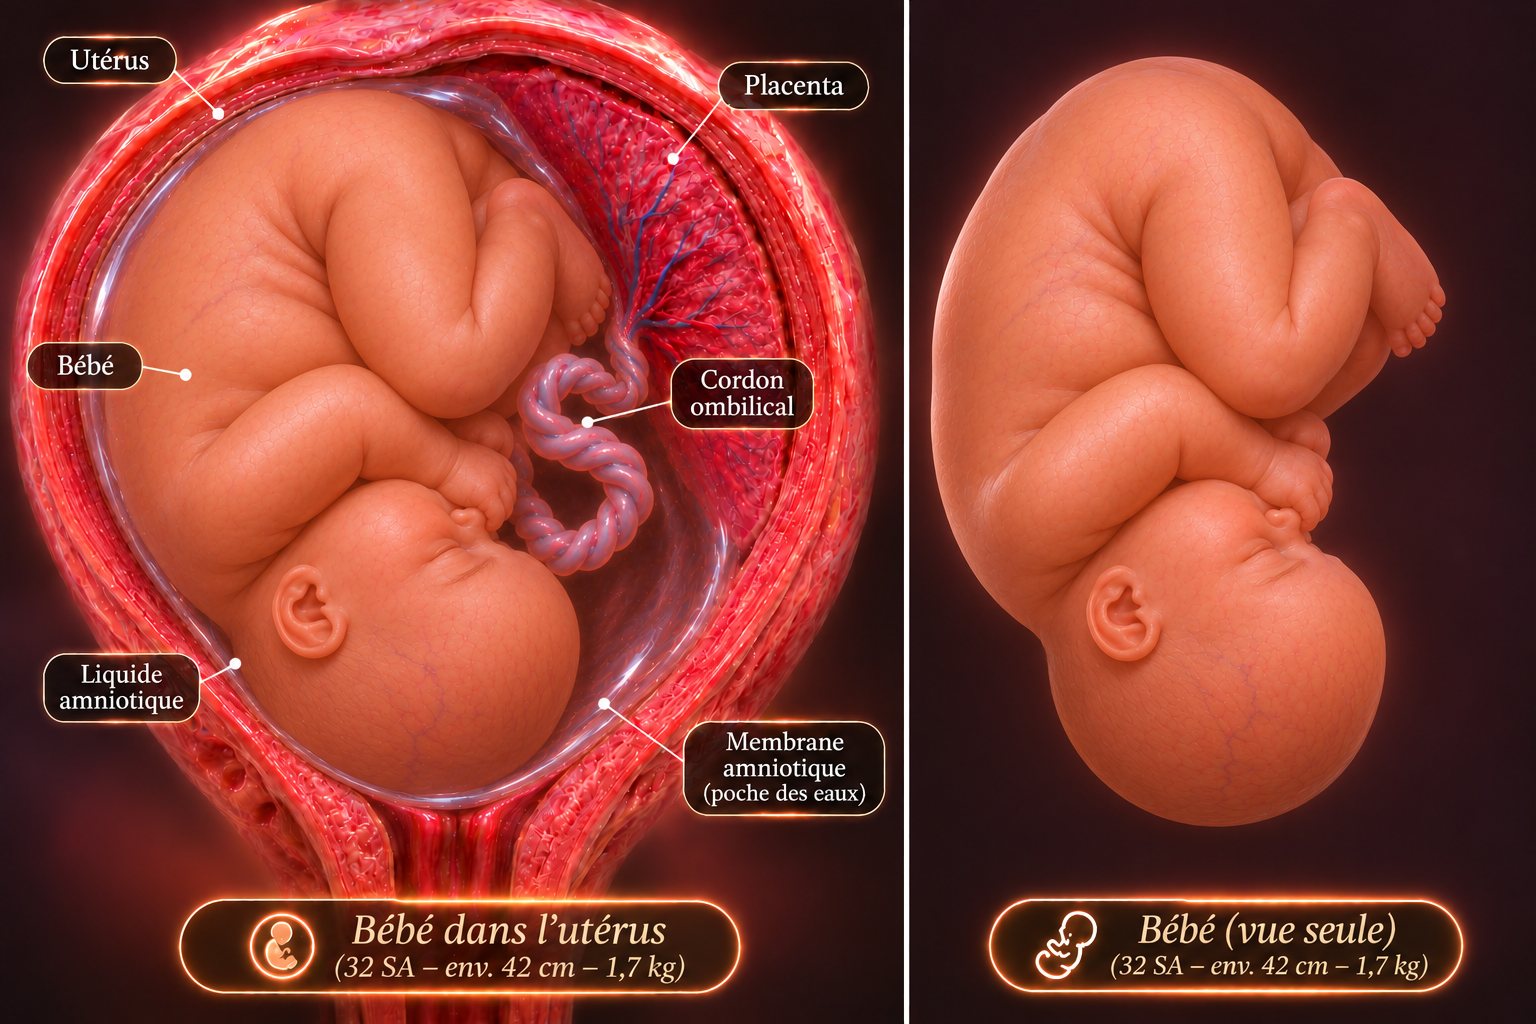 Utérus
Placenta
Bébé
Cordon
ombilical
Liquide
amniotique
Membrane
amniotique
(poche des eaux)
Bébé dans l'utérus
(32 SA – env. 42 cm – 1,7 kg)
Bébé (vue seule)
(32 SA – env. 42 cm – 1,7 kg)